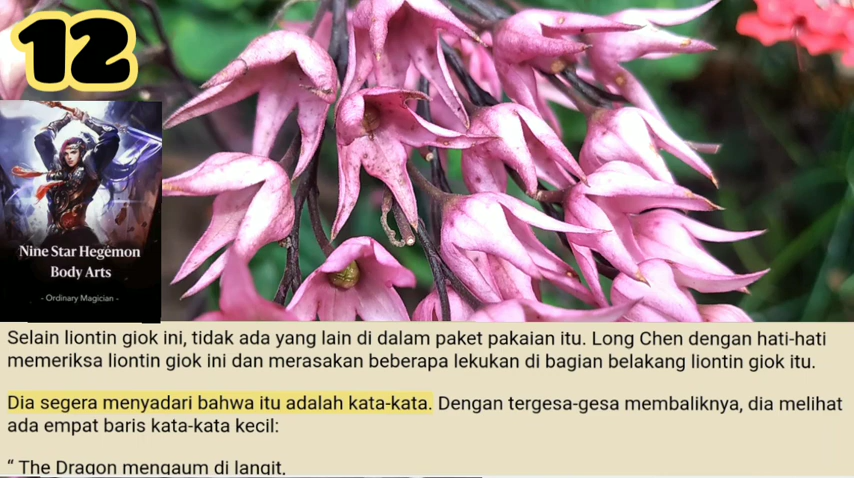 12
Nine Star Hegemon
Body Arts
- Ordinary Magician -
Selain liontin giok ini, tidak ada yang lain di dalam paket pakaian itu. Long Chen dengan hati-hati
memeriksa liontin giok ini dan merasakan beberapa lekukan di bagian belakang liontin giok itu.
Dia segera menyadari bahwa itu adalah kata-kata. Dengan tergesa-gesa membaliknya, dia melihat
ada empat baris kata-kata kecil:
“ The Dragon mengaum di langit.